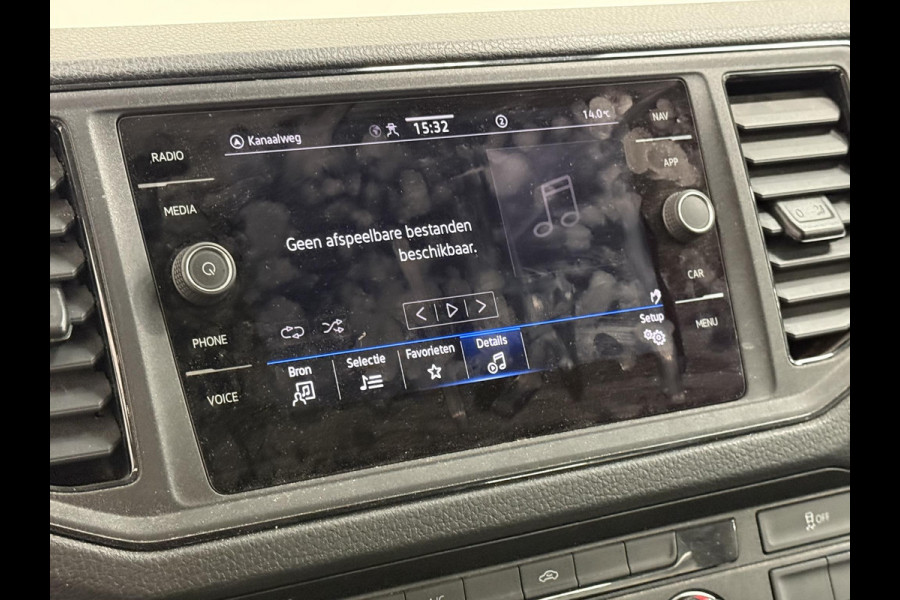 Kanaalweg
15:32
2
14.0°C
NAV
RADIO
APP
MEDIA
Geen afspeelbare bestanden
beschikbaar.
CAR
PHONE
MENU
Setup
Bron
Selectie
Favorieten
Details
VOICE
OFF